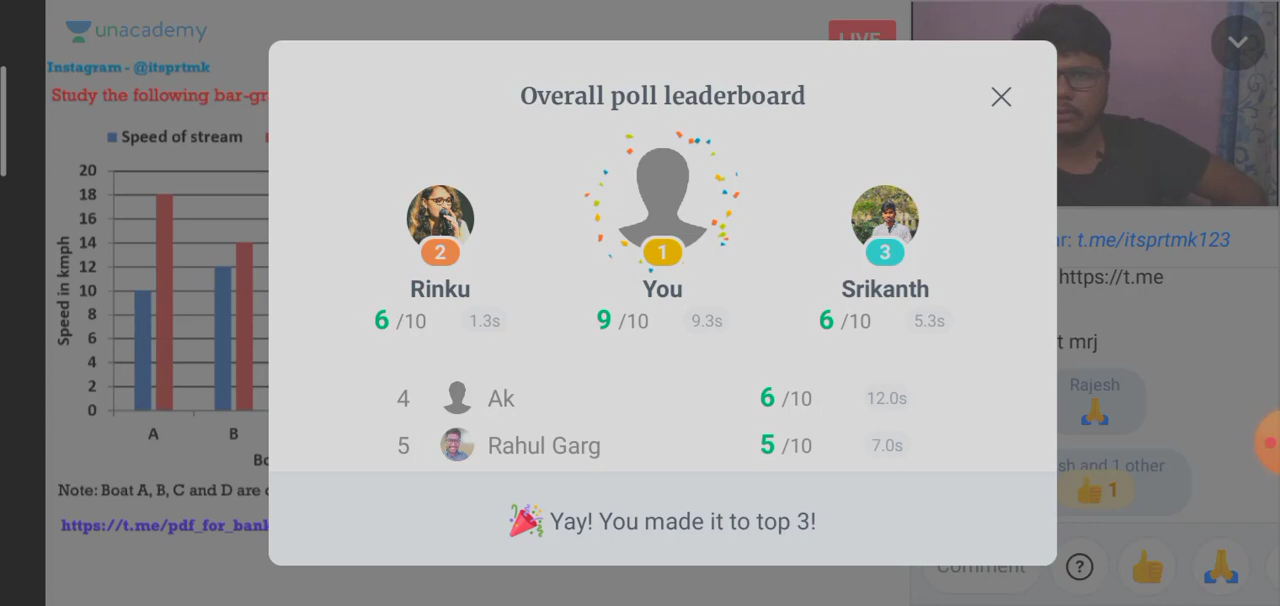 unacademy
LIVE
Instagram - @itsprtmk
Study the following bar-gr
Speed of stream
20
18
16
14
12
10
8
6
4
2
0
Speed in kmph
A
B
Note: Boat A, B, C and D are
https://t.me/pdf_for_bank
Overall poll leaderboard
2
1
3
Rinku
You
Srikanth
6 /10 1.3s
9 /10 9.3s
6 /10 5.3s
4 Ak 6 /10 12.0s
5 Rahul Garg 5 /10 7.0s
Yay! You made it to top 3!
ar: t.me/itsprtmk123
https://t.me
t mrj
Rajesh
sh and 1 other
1
Comment
?